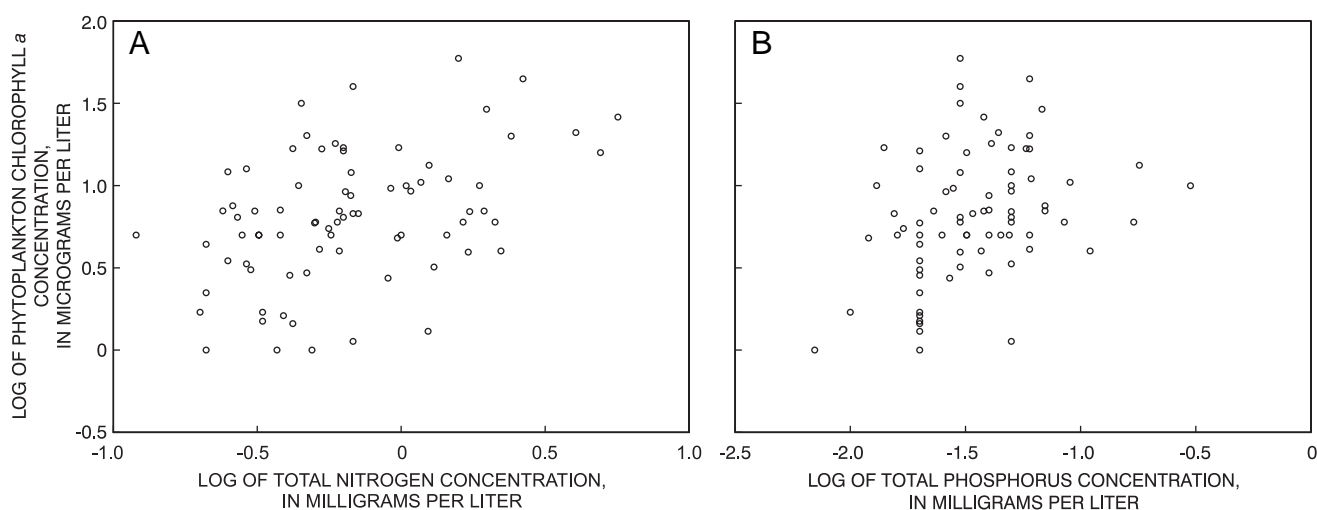 A
B
LOG OF PHYTOPLANKTON CHLOROPHYLL a
CONCENTRATION,
IN MICROGRAMS PER LITER
2.0
1.5
1.0
0.5
0
-0.5
-1.0
-0.5
0
0.5
1.0
-2.5
-2.0
-1.5
-1.0
-0.5
0
LOG OF TOTAL NITROGEN CONCENTRATION,
IN MILLIGRAMS PER LITER
LOG OF TOTAL PHOSPHORUS CONCENTRATION,
IN MILLIGRAMS PER LITER